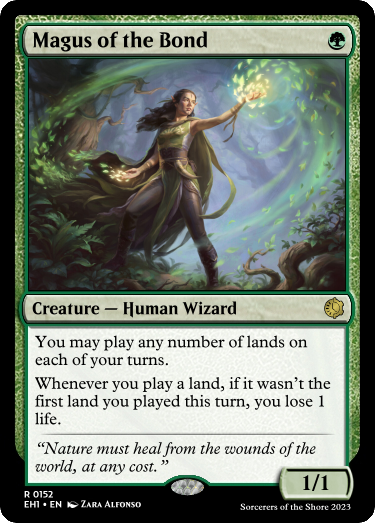 Magus of the Bond
Creature — Human Wizard
You may play any number of lands on
each of your turns.
Whenever you play a land, if it wasn't the
first land you played this turn, you lose 1
life.
“Nature must heal from the wounds of the
world, at any cost.”
1/1
R 0152
EH1 • EN Zara Alfonso
Sorcerers of the Shore 2023